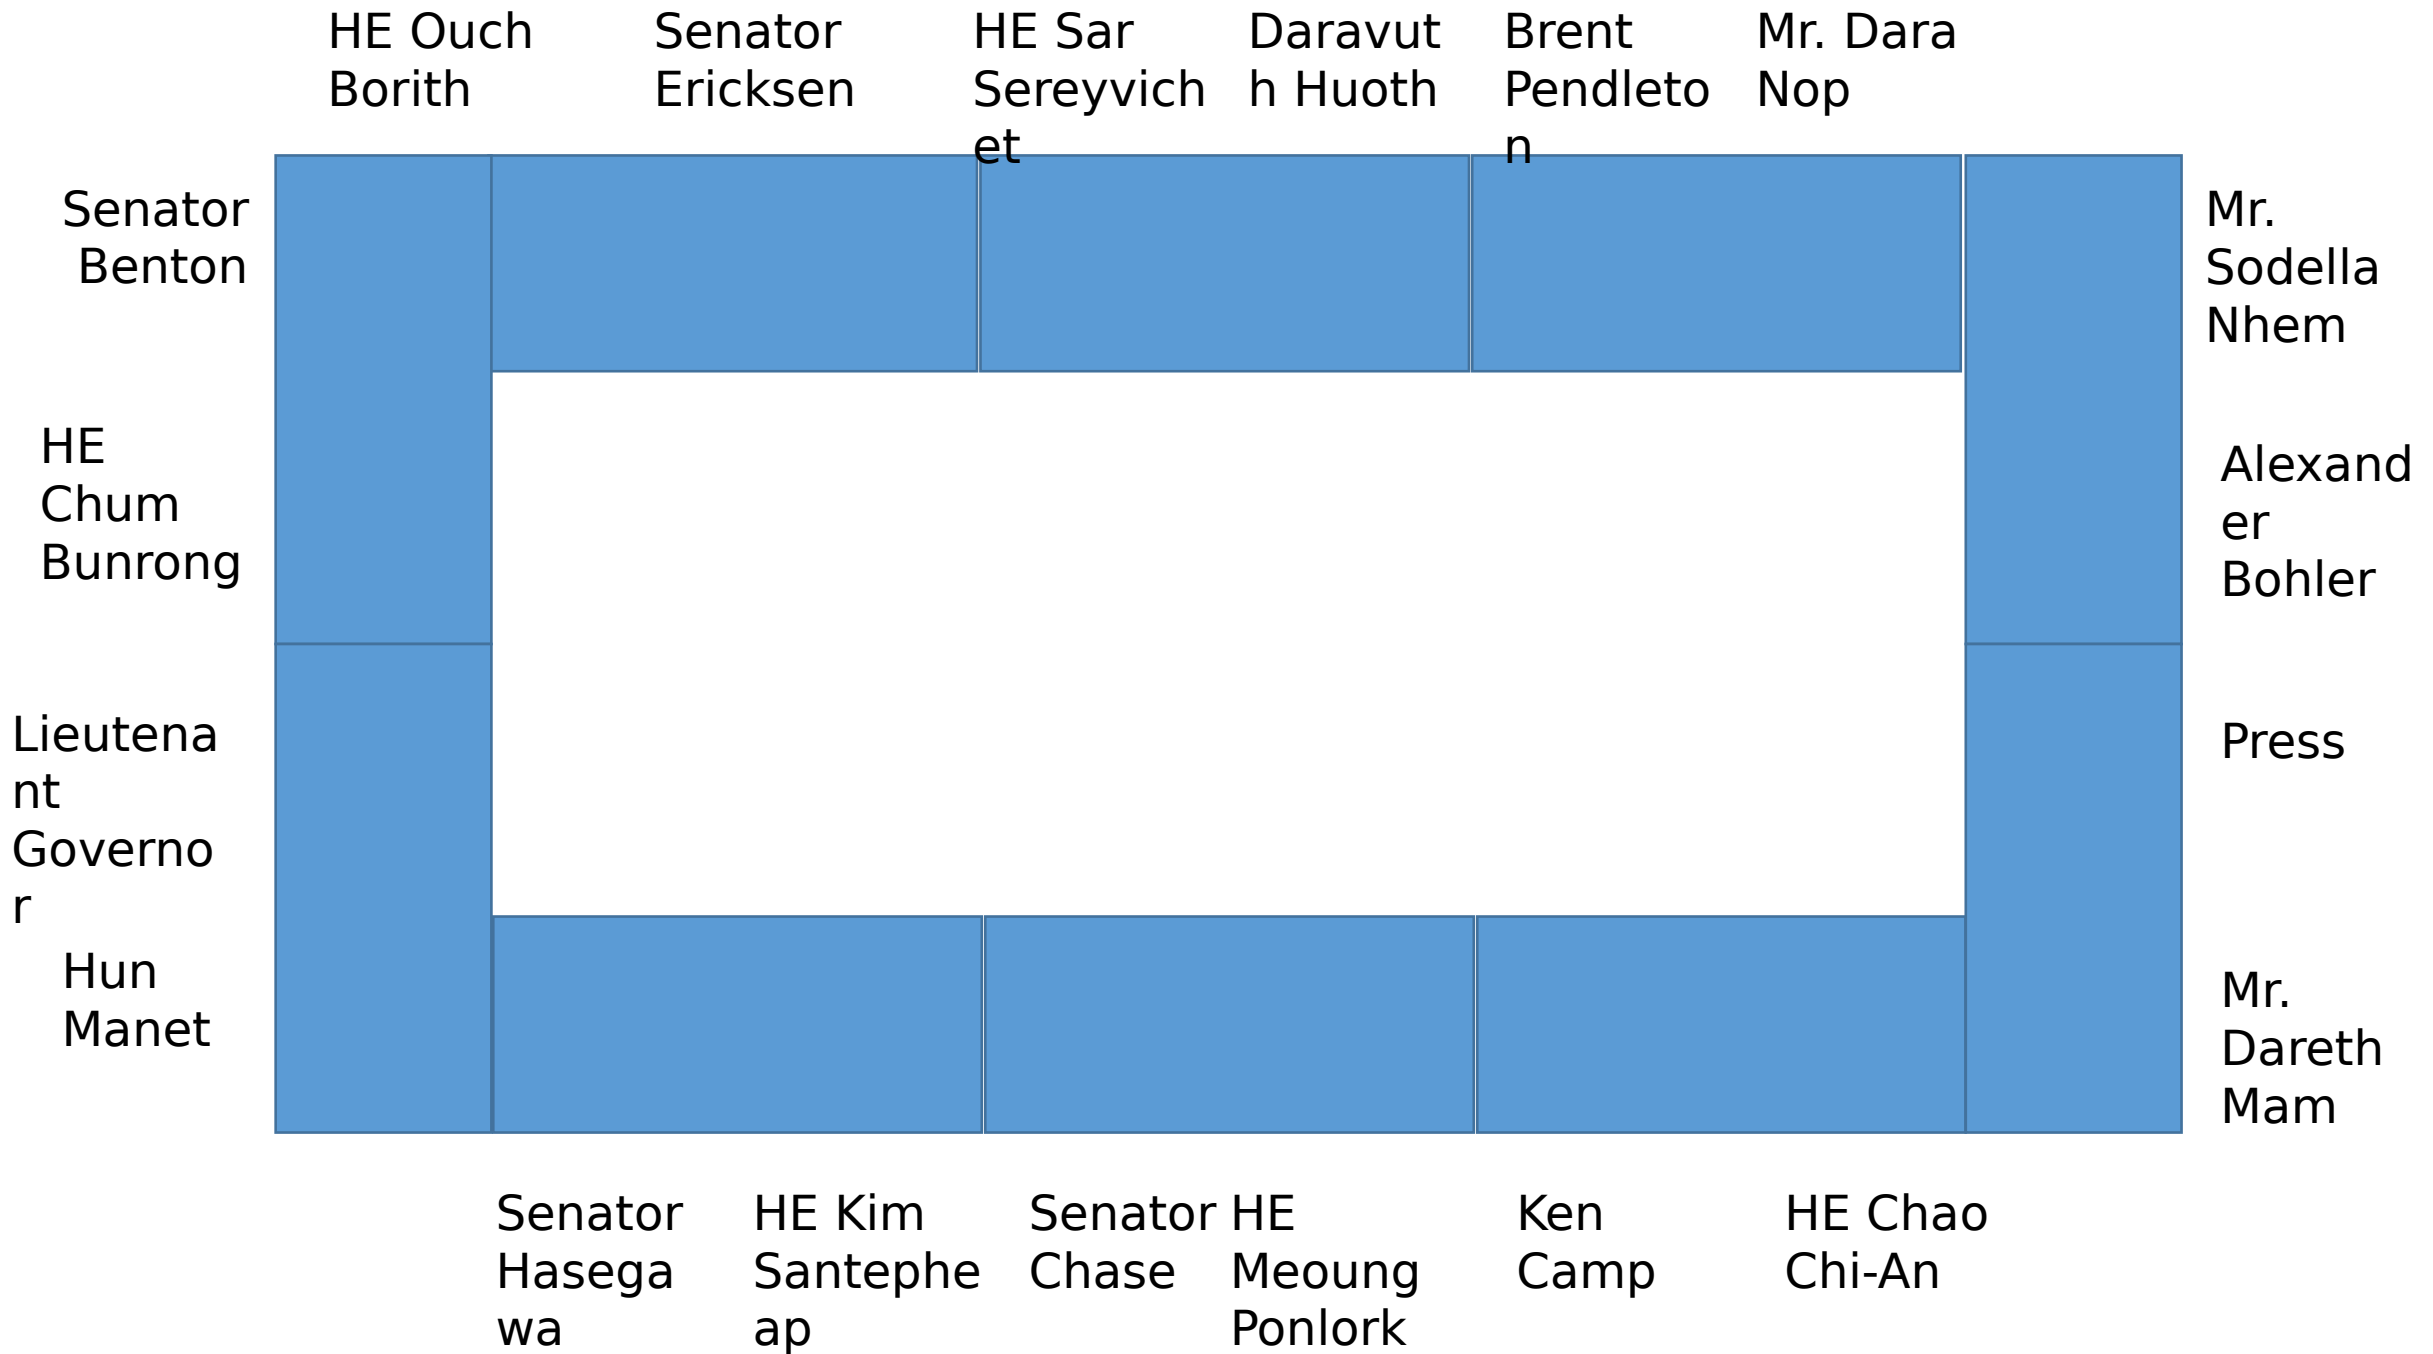 HE Ouch
Borith
Senator
Ericksen
HE Sar
Sereyvich
et
Daravut
h Huoth
Brent
Pendleto
n
Mr. Dara
Nop
Senator
Benton
HE
Chum
Bunrong
Lieutena
nt
Governo
r
Hun
Manet
Mr.
Sodella
Nhem
Alexand
er
Bohler
Press
Mr.
Dareth
Mam
Senator
Hasega
wa
HE Kim
Santephe
ap
Senator
Chase
HE
Meoung
Ponlork
Ken
Camp
HE Chao
Chi-An